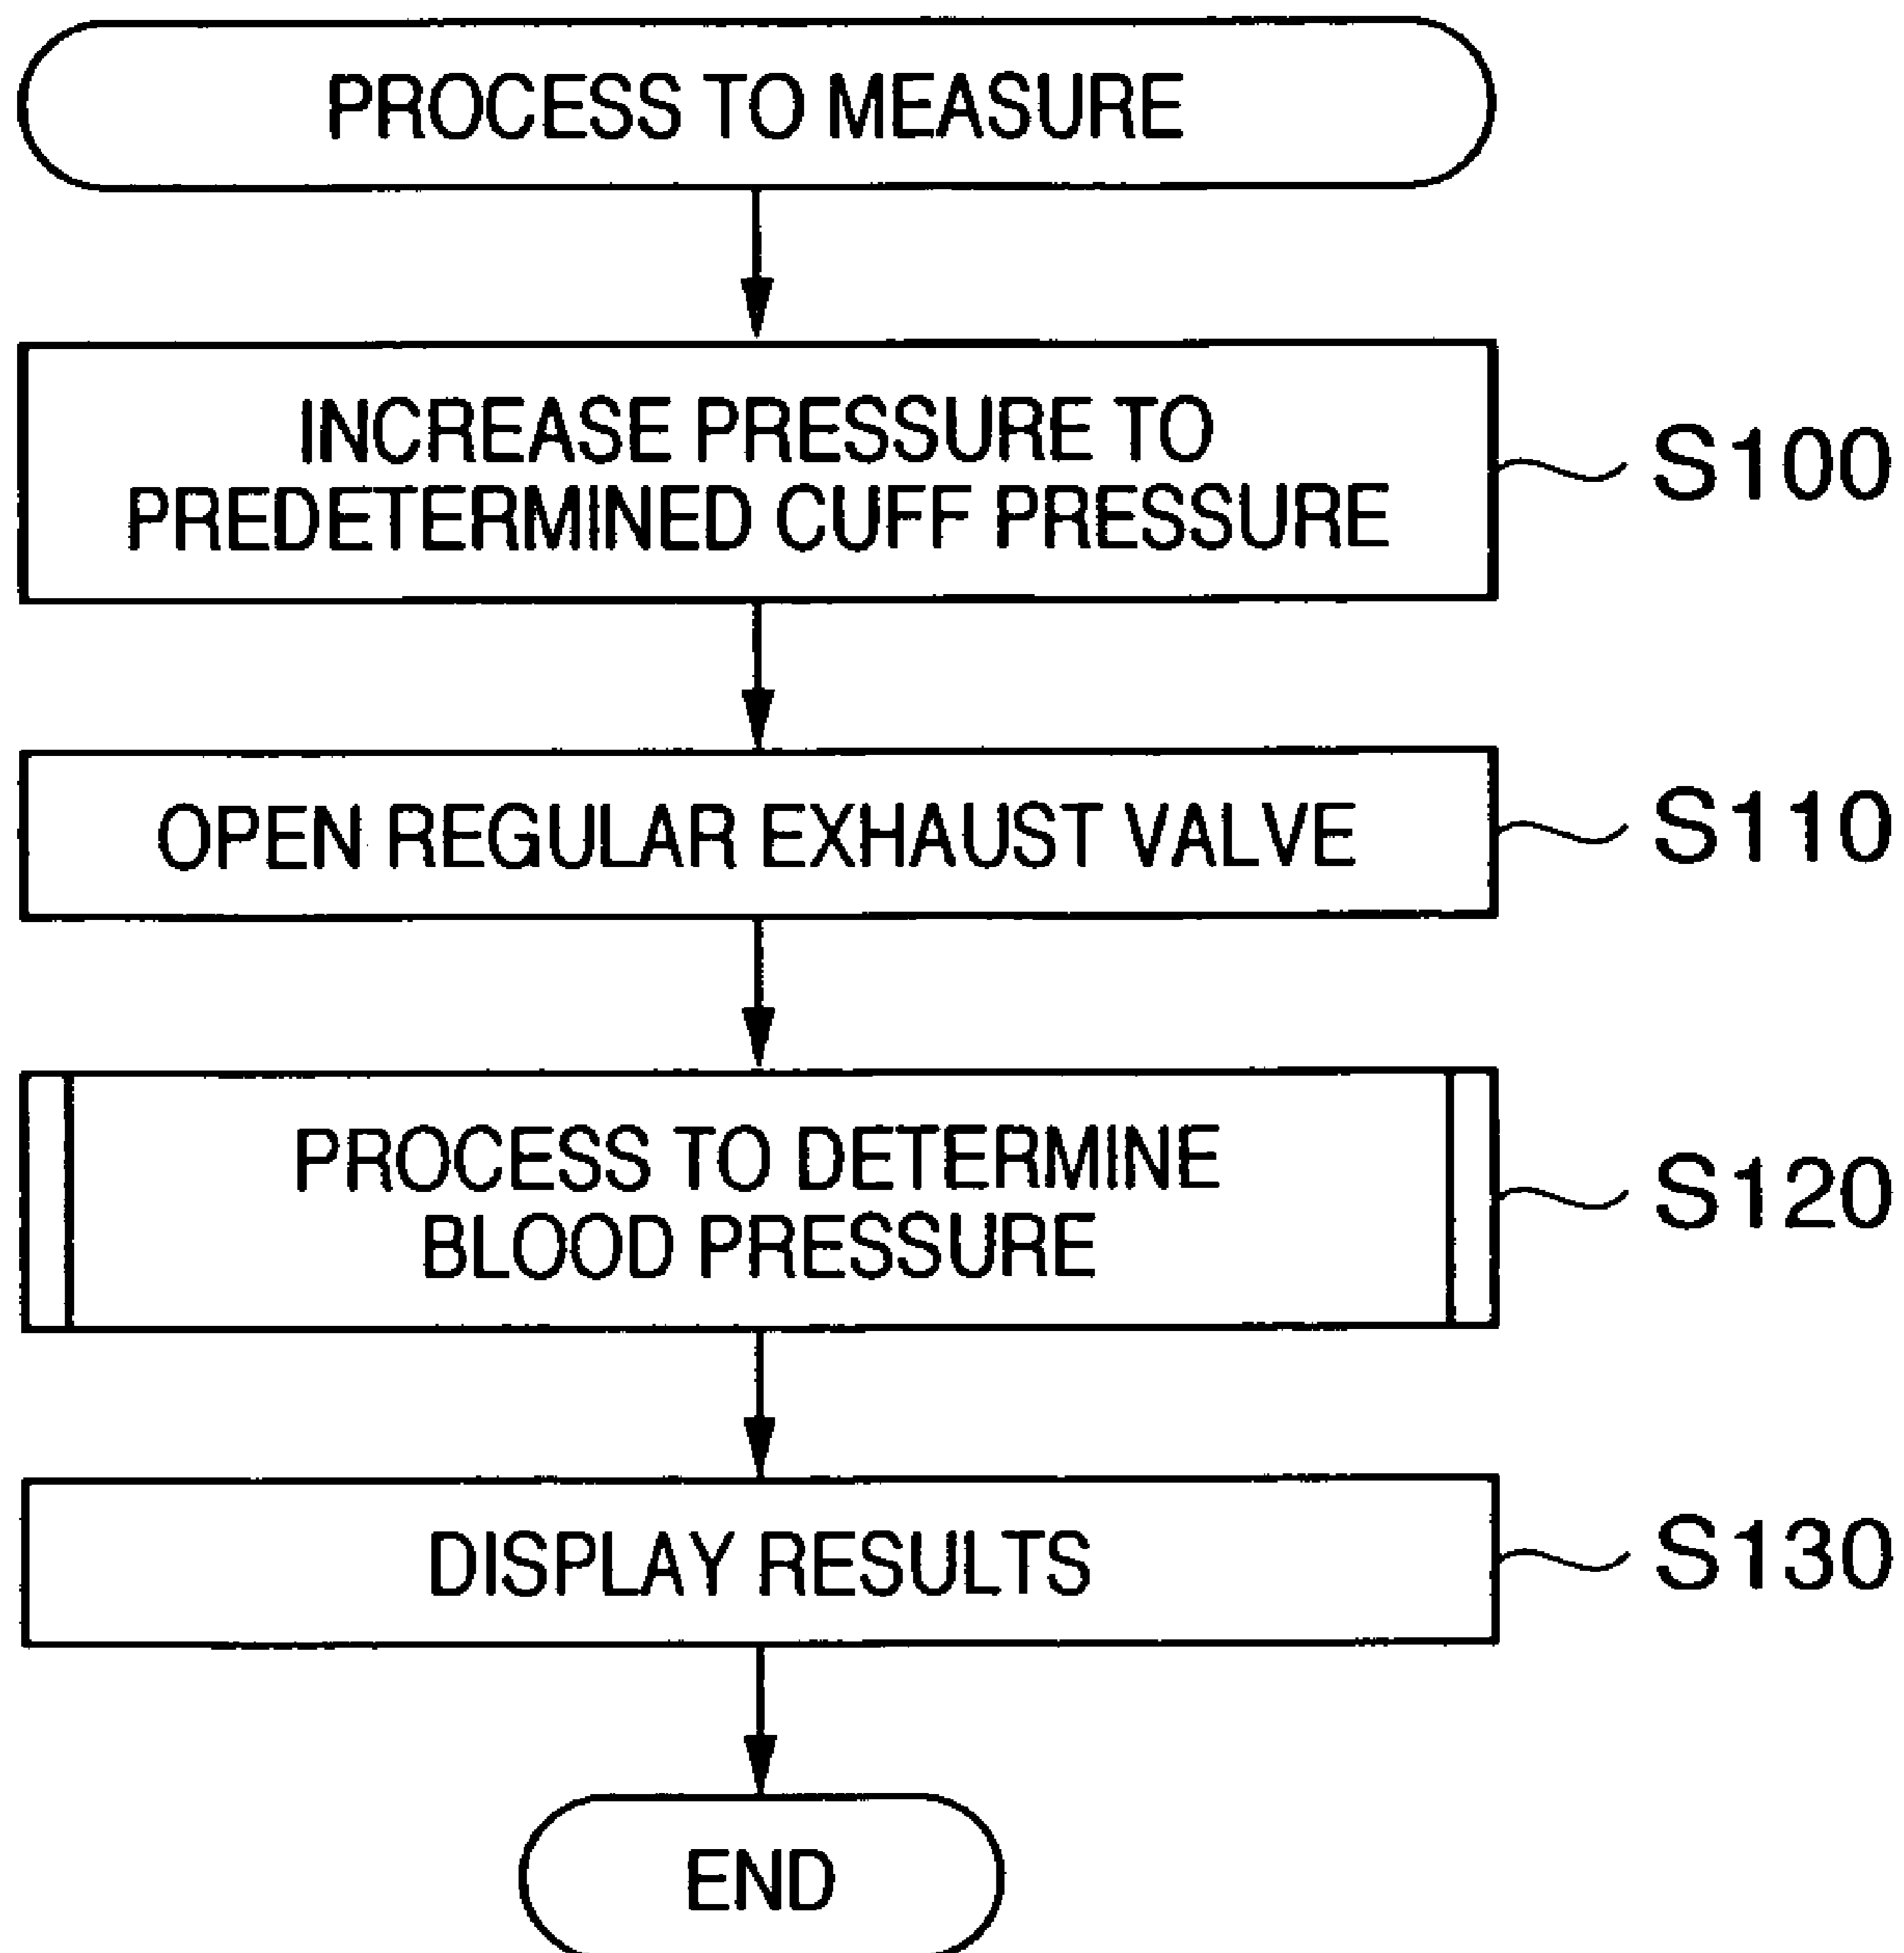 PROCESS TO MEASURE
INCREASE PRESSURE TO
PREDETERMINED CUFF PRESSURE
S100
OPEN REGULAR EXHAUST VALVE
S110
PROCESS TO DETERMINE
BLOOD PRESSURE
S120
DISPLAY RESULTS
S130
END